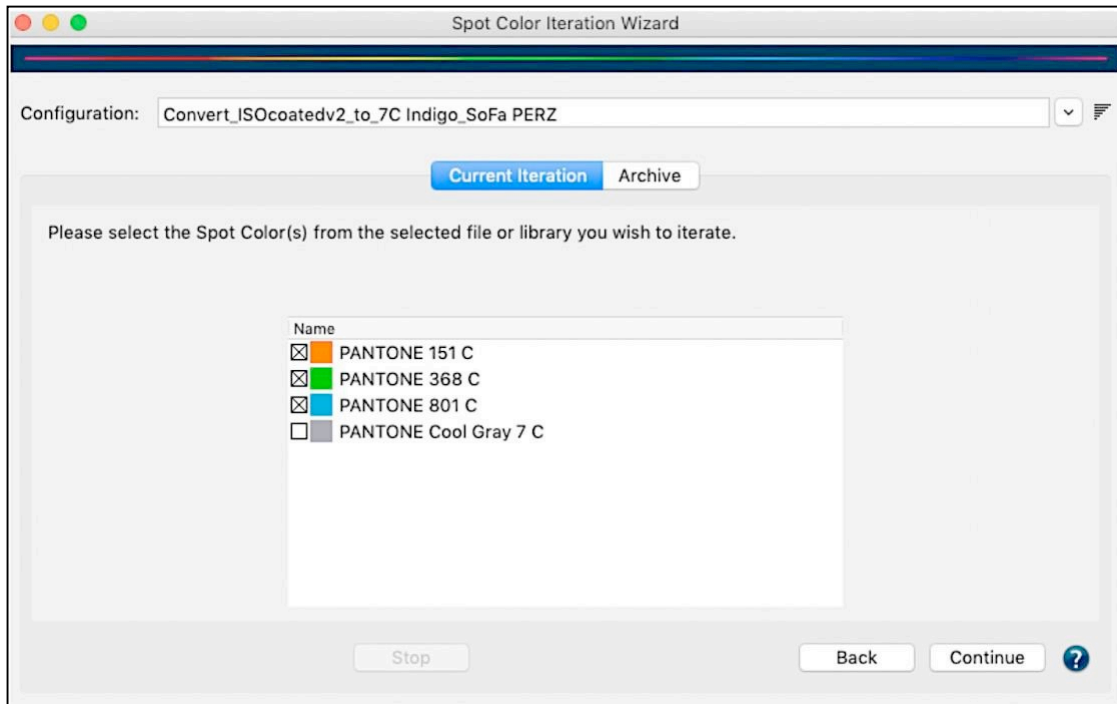 Spot Color Iteration Wizard
Configuration: Convert_ISOcoatedv2_to_7C Indigo_SoFa PERZ
Current Iteration Archive
Please select the Spot Color(s) from the selected file or library you wish to iterate.
Name
PANTONE 151 C
PANTONE 368 C
PANTONE 801 C
PANTONE Cool Gray 7 C
Stop Back Continue ?